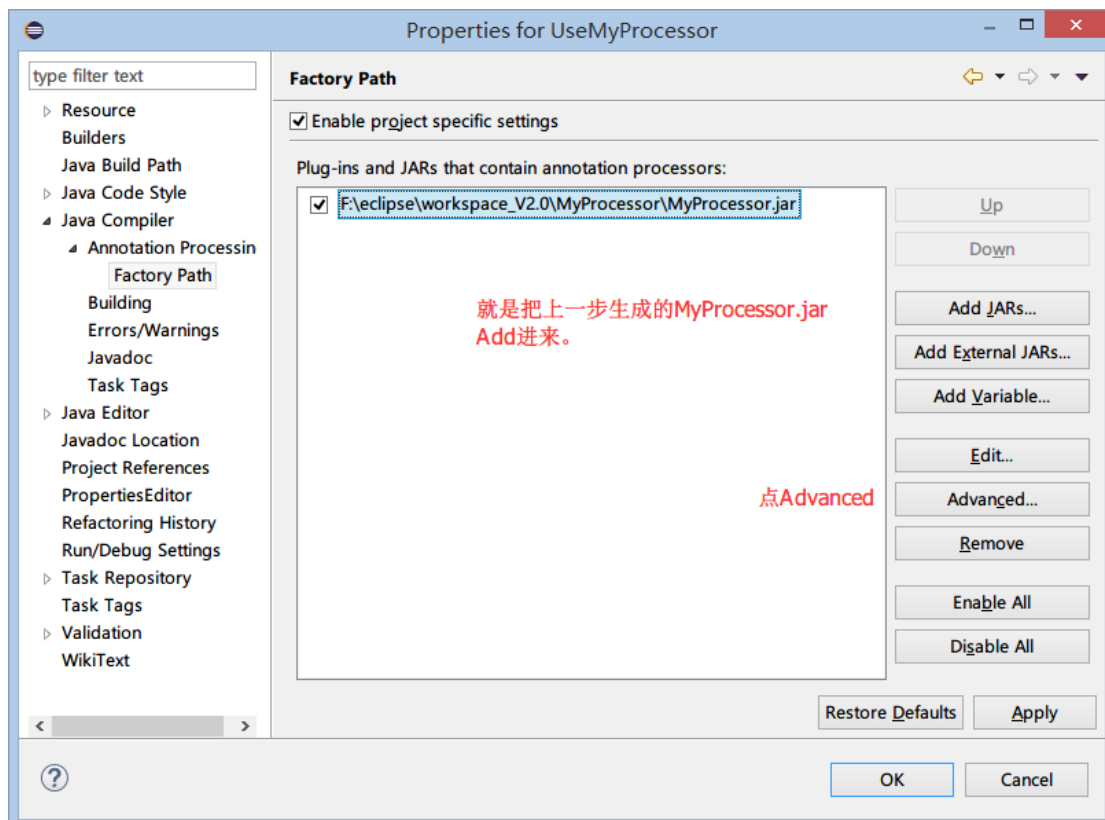 Properties for UseMyProcessor
type filter text
Resource
Builders
Java Build Path
Java Code Style
Java Compiler
Annotation Processin
Factory Path
Building
Errors/Warnings
Javadoc
Task Tags
Java Editor
Javadoc Location
Project References
PropertiesEditor
Refactoring History
Run/Debug Settings
Task Repository
Task Tags
Validation
WikiText
Factory Path
Enable project specific settings
Plug-ins and JARs that contain annotation processors:
F:\eclipse\workspace_V2.0\MyProcessor\MyProcessor.jar
就是把上一步生成的MyProcessor.jar
Add进来。
点Advanced
Up
Down
Add JARs...
Add External JARs...
Add Variable...
Edit...
Advanced...
Remove
Enable All
Disable All
Restore Defaults
Apply
?
OK
Cancel